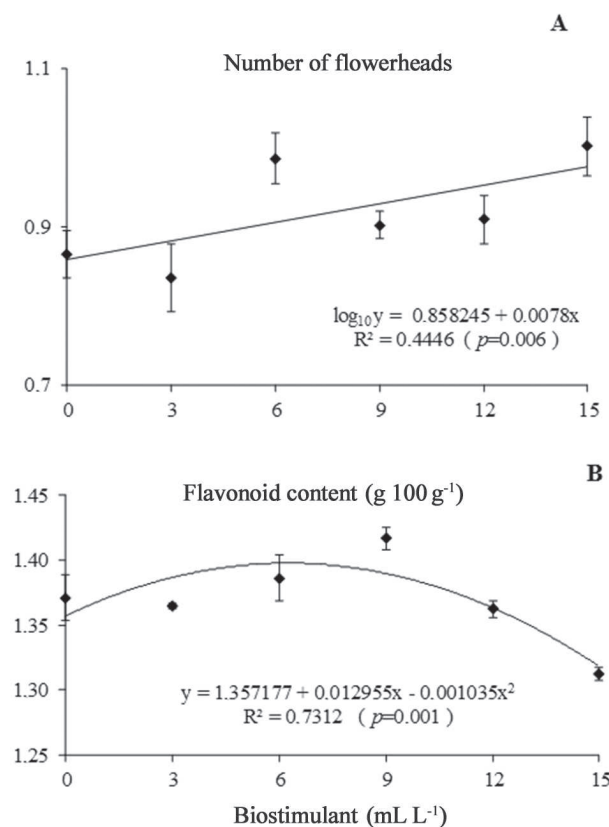 A
Number of flowerheads
1.1
0.9
0.7
log₁₀y = 0.858245 + 0.0078x
R² = 0.4446 ( p=0.006 )
0 3 6 9 12 15
B
Flavonoid content (g 100 g⁻¹)
1.45
1.40
1.35
1.30
1.25
y = 1.357177 + 0.012955x - 0.001035x²
R² = 0.7312 ( p=0.001 )
0 3 6 9 12 15
Biostimulant (mL L⁻¹)